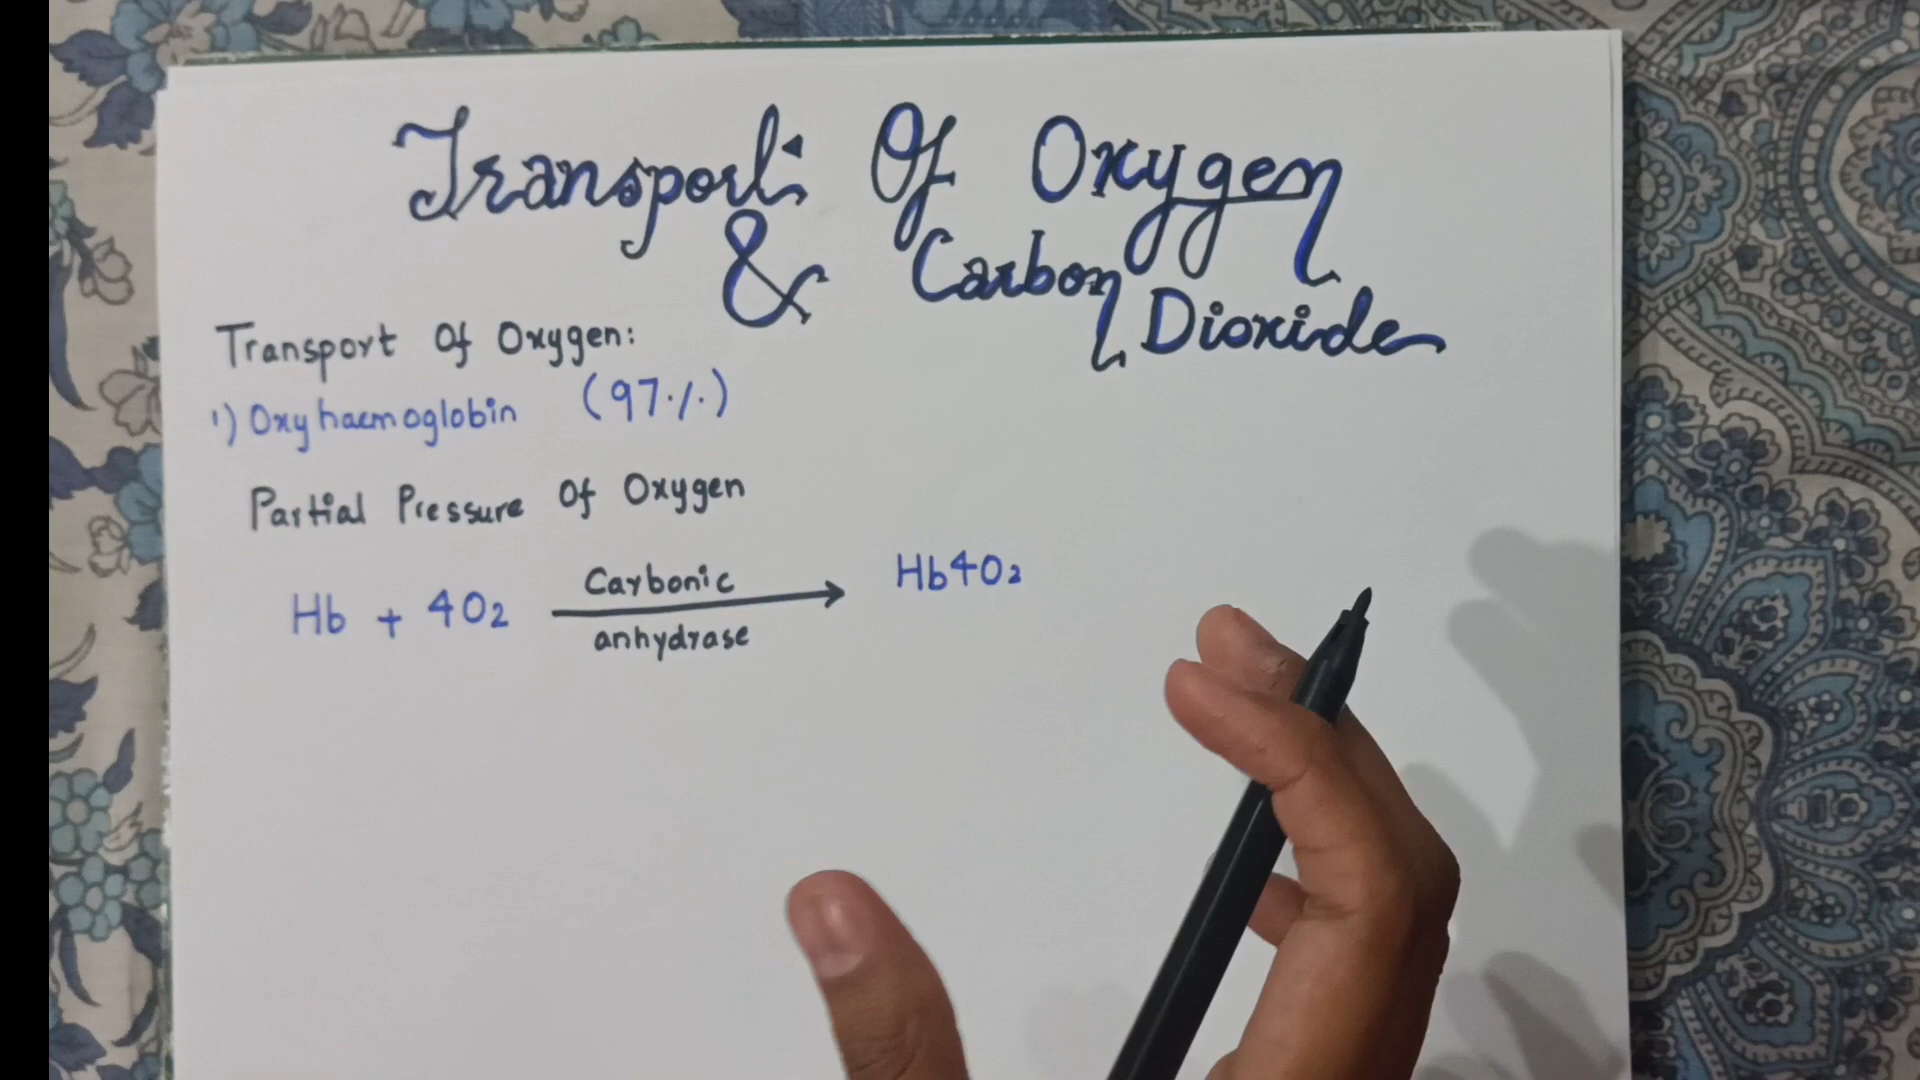 Transport Of Oxygen
& Carbon
Dioxide
Transport Of Oxygen:
1) Oxyhaemoglobin (97%)
Partial Pressure Of Oxygen
Hb + 4O₂ Carbonic anhydrase → Hb4O₂